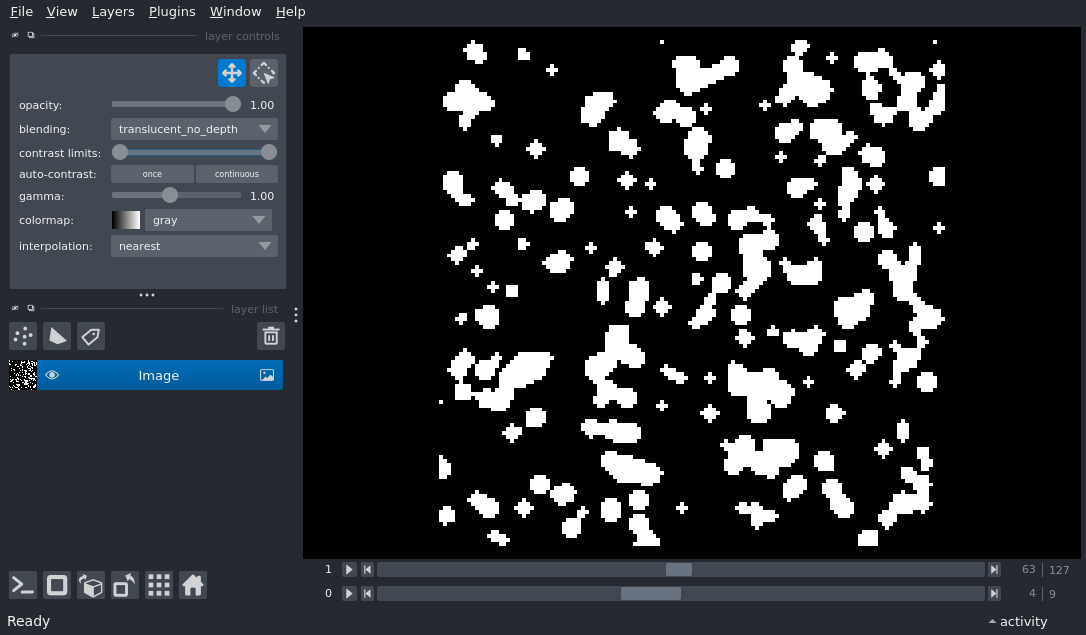 File View Layers Plugins Window Help
layer controls
opacity: 1.00
blending: translucent_no_depth
contrast limits:
auto-contrast: once continuous
gamma: 1.00
colormap: gray
interpolation: nearest
layer list
Image
1 63 127
0 4 9
Ready activity